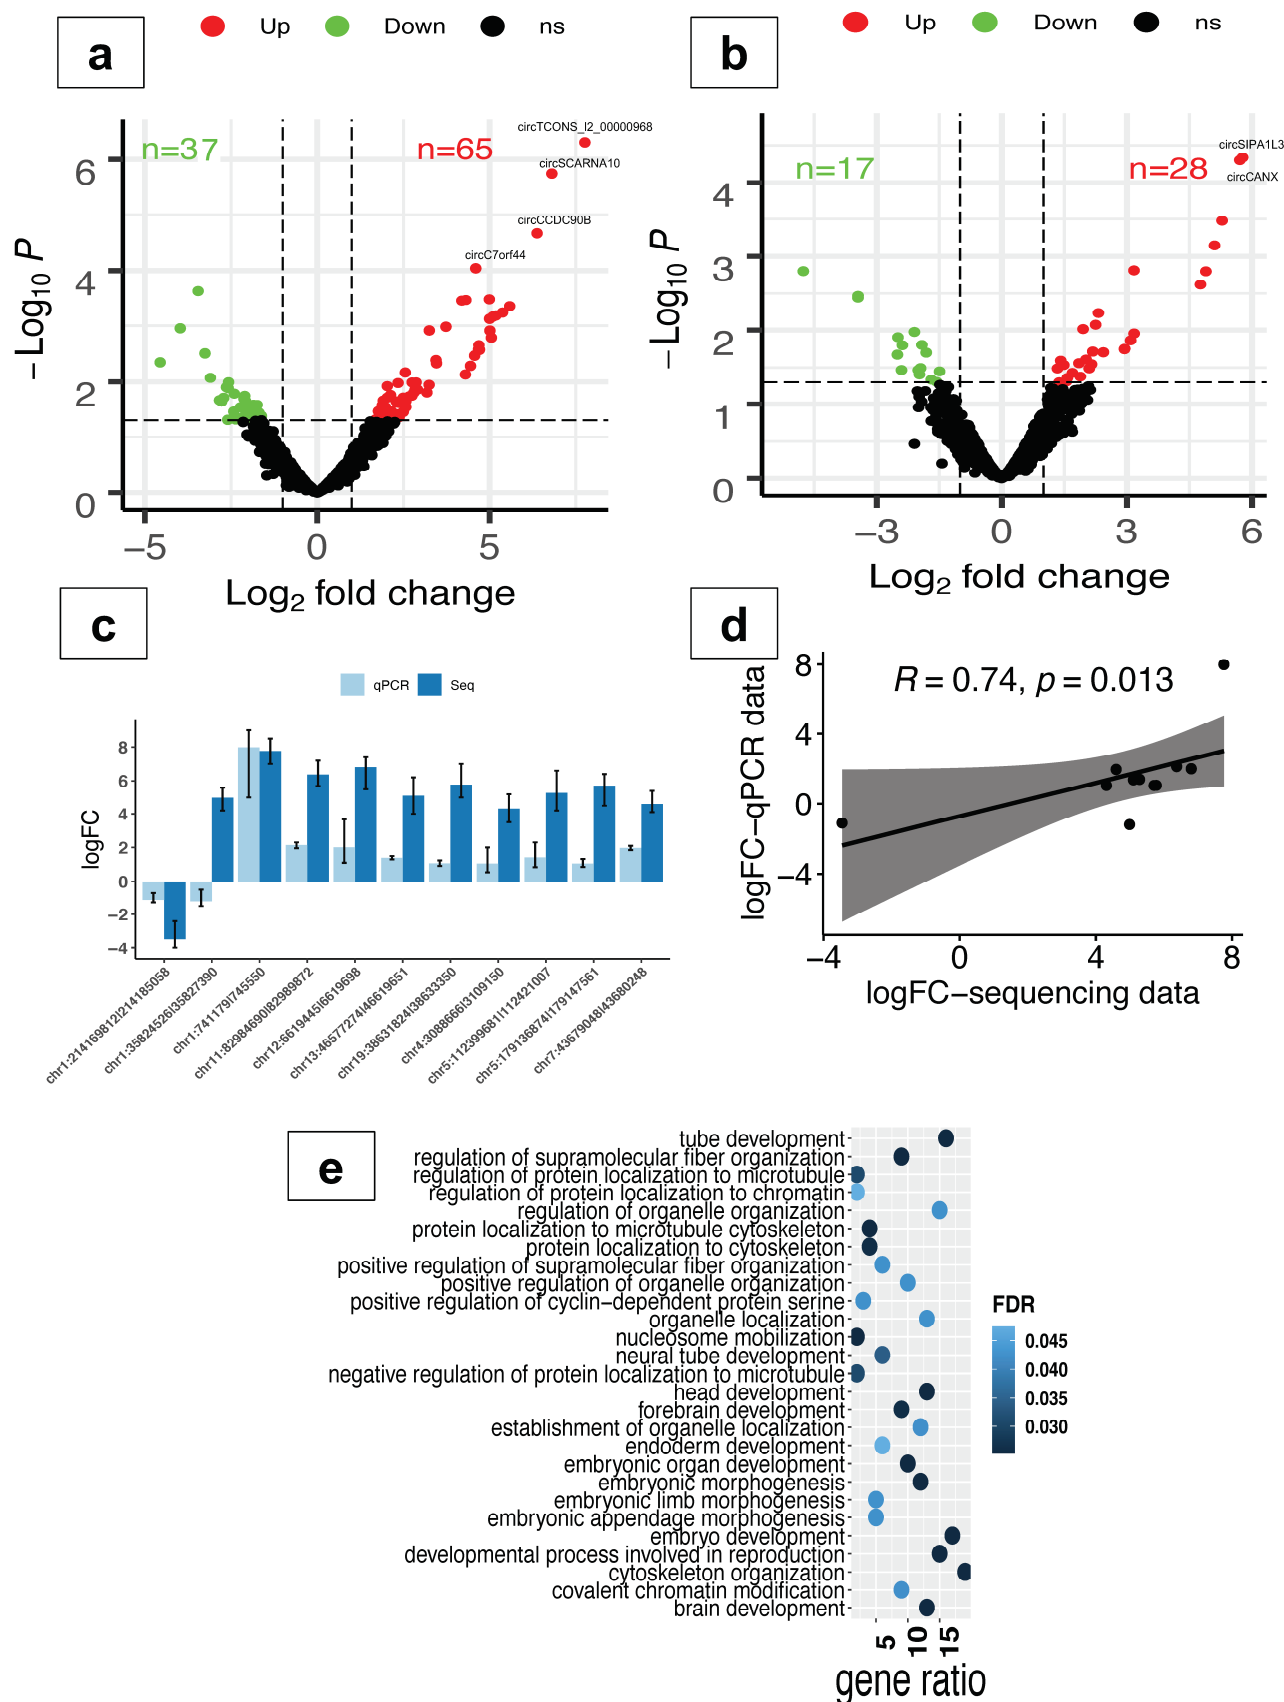 a
Up
Down
ns
n=37
n=65
circTCONS_l2_00000968
circSCARNA10
circCCDC90B
circC7orf44
−Log10 P
6
4
2
0
−5
0
5
Log2 fold change
b
Up
Down
ns
n=17
n=28
circSIPA1L3
circCANX
−Log10 P
4
3
2
1
0
−3
0
3
6
Log2 fold change
c
qPCR
Seq
logFC
8
6
4
2
0
−2
−4
chr1:214169812|214185058
chr1:35824526|35827390
chr1:741179|745550
chr11:82984690|82989872
chr12:6619445|6619698
chr13:46577274|46619651
chr19:38631824|38633350
chr4:3088666|3109150
chr5:112399681|112421007
chr5:179136874|179147561
chr7:43679048|43680248
d
R = 0.74, p = 0.013
logFC−qPCR data
8
4
0
−4
−4
0
4
8
logFC−sequencing data
e
tube development
regulation of supramolecular fiber organization
regulation of protein localization to microtubule
regulation of protein localization to chromatin
regulation of organelle organization
protein localization to microtubule cytoskeleton
protein localization to cytoskeleton
positive regulation of supramolecular fiber organization
positive regulation of organelle organization
positive regulation of cyclin−dependent protein serine
organelle localization
nucleosome mobilization
neural tube development
negative regulation of protein localization to microtubule
head development
forebrain development
establishment of organelle localization
endoderm development
embryonic organ development
embryonic morphogenesis
embryonic limb morphogenesis
embryonic appendage morphogenesis
embryo development
developmental process involved in reproduction
cytoskeleton organization
covalent chromatin modification
brain development
5
10
15
gene ratio
FDR
0.045
0.040
0.035
0.030